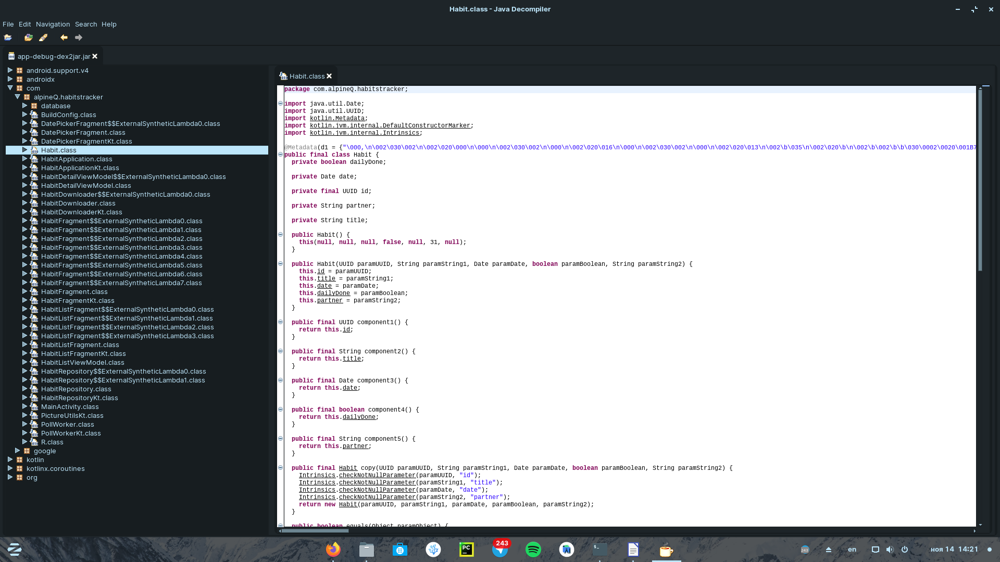 Habit.class - Java Decompiler
File Edit Navigation Search Help
app-debug-dex2jar.jar
android.support.v4
androidx
com
alpineQ.habitstracker
database
BuildConfig.class
DatePickerFragment$$ExternalSyntheticLambda0.class
DatePickerFragment.class
DatePickerFragmentKt.class
Habit.class
HabitApplication.class
HabitApplicationKt.class
HabitDetailViewModel$$ExternalSyntheticLambda0.class
HabitDetailViewModel.class
HabitDownloader$$ExternalSyntheticLambda0.class
HabitDownloader.class
HabitDownloaderKt.class
HabitFragment$$ExternalSyntheticLambda0.class
HabitFragment$$ExternalSyntheticLambda1.class
HabitFragment$$ExternalSyntheticLambda2.class
HabitFragment$$ExternalSyntheticLambda3.class
HabitFragment$$ExternalSyntheticLambda4.class
HabitFragment$$ExternalSyntheticLambda5.class
HabitFragment$$ExternalSyntheticLambda6.class
HabitFragment$$ExternalSyntheticLambda7.class
HabitFragment.class
HabitFragmentKt.class
HabitListFragment$$ExternalSyntheticLambda0.class
HabitListFragment$$ExternalSyntheticLambda1.class
HabitListFragment$$ExternalSyntheticLambda2.class
HabitListFragment$$ExternalSyntheticLambda3.class
HabitListFragment.class
HabitListFragmentKt.class
HabitListViewModel.class
HabitRepository$$ExternalSyntheticLambda0.class
HabitRepository$$ExternalSyntheticLambda1.class
HabitRepository.class
HabitRepositoryKt.class
MainActivity.class
PictureUtilsKt.class
PollWorker.class
PollWorkerKt.class
R.class
google
kotlin
kotlinx.coroutines
org
Habit.class
package com.alpineQ.habitstracker;
import java.util.Date;
import java.util.UUID;
import kotlin.Metadata;
import kotlin.jvm.internal.DefaultConstructorMarker;
import kotlin.jvm.internal.Intrinsics;
@Metadata(d1 = {"\000,\n\002\030\002\n\002\020\000\n\000\n\002\030\002\n\000\n\002\020\016\n\000\n\002\030\002\n\000\n\002\020\013\n\002\b\035\n\002\020\b\n\002\b\002\b\b\030\0002\0020\001B7
public final class Habit {
private boolean dailyDone;
private Date date;
private final UUID id;
private String partner;
private String title;
public Habit() {
this(null, null, null, false, null, 31, null);
}
public Habit(UUID paramUUID, String paramString1, Date paramDate, boolean paramBoolean, String paramString2) {
this.id = paramUUID;
this.title = paramString1;
this.date = paramDate;
this.dailyDone = paramBoolean;
this.partner = paramString2;
}
public final UUID component1() {
return this.id;
}
public final String component2() {
return this.title;
}
public final Date component3() {
return this.date;
}
public final boolean component4() {
return this.dailyDone;
}
public final String component5() {
return this.partner;
}
public final Habit copy(UUID paramUUID, String paramString1, Date paramDate, boolean paramBoolean, String paramString2) {
Intrinsics.checkNotNullParameter(paramUUID, "id");
Intrinsics.checkNotNullParameter(paramString1, "title");
Intrinsics.checkNotNullParameter(paramDate, "date");
Intrinsics.checkNotNullParameter(paramString2, "partner");
return new Habit(paramUUID, paramString1, paramDate, paramBoolean, paramString2);
}
public boolean equals(Object paramObject) {
PC
243
243
en
ноя 14 14:21